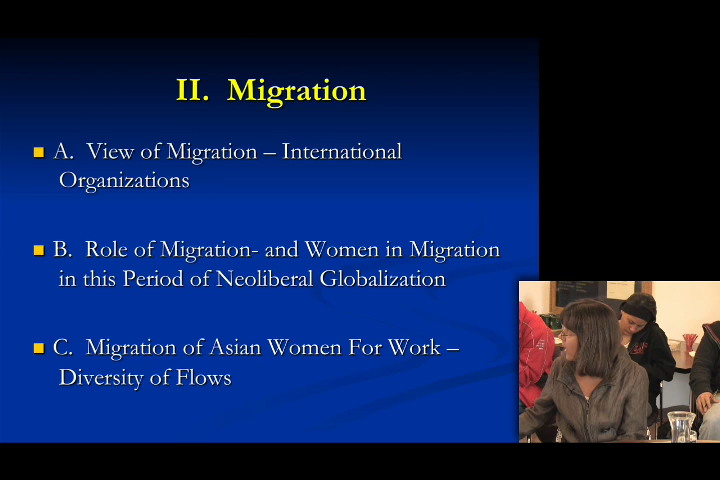 II. Migration
A. View of Migration – International
Organizations
B. Role of Migration- and Women in Migration
in this Period of Neoliberal Globalization
C. Migration of Asian Women For Work –
Diversity of Flows